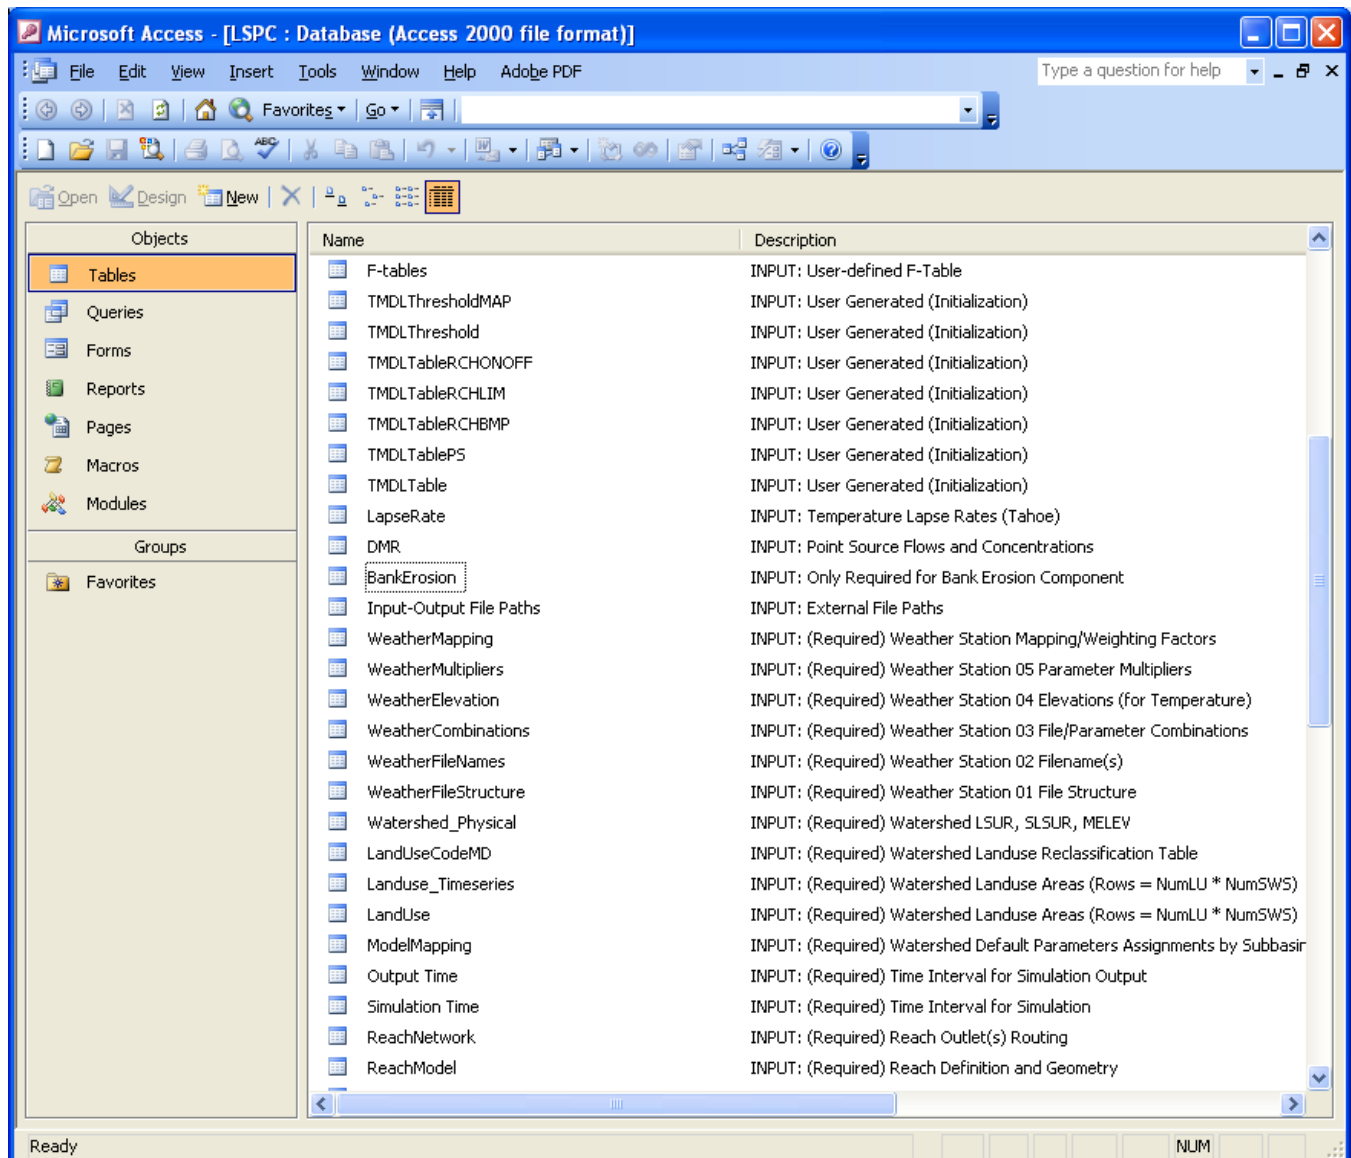 Microsoft Access - [LSPC : Database (Access 2000 file format)]
File Edit View Insert Tools Window Help Adobe PDF Type a question for help
Favorites Go
ABC
Open Design New
Objects
Tables
Queries
Forms
Reports
Pages
Macros
Modules
Groups
Favorites
Name Description
F-tables INPUT: User-defined F-Table
TMDLThresholdMAP INPUT: User Generated (Initialization)
TMDLThreshold INPUT: User Generated (Initialization)
TMDLTableRCHONOFF INPUT: User Generated (Initialization)
TMDLTableRCHLIM INPUT: User Generated (Initialization)
TMDLTableRCHBMP INPUT: User Generated (Initialization)
TMDLTablePS INPUT: User Generated (Initialization)
TMDLTable INPUT: User Generated (Initialization)
LapseRate INPUT: Temperature Lapse Rates (Tahoe)
DMR INPUT: Point Source Flows and Concentrations
BankErosion INPUT: Only Required for Bank Erosion Component
Input-Output File Paths INPUT: External File Paths
WeatherMapping INPUT: (Required) Weather Station Mapping/Weighting Factors
WeatherMultipliers INPUT: (Required) Weather Station 05 Parameter Multipliers
WeatherElevation INPUT: (Required) Weather Station 04 Elevations (for Temperature)
WeatherCombinations INPUT: (Required) Weather Station 03 File/Parameter Combinations
WeatherFileNames INPUT: (Required) Weather Station 02 Filename(s)
WeatherFileStructure INPUT: (Required) Weather Station 01 File Structure
Watershed_Physical INPUT: (Required) Watershed LSUR, SLSUR, MELEV
LandUseCodeMD INPUT: (Required) Watershed Landuse Reclassification Table
Landuse_Timeseries INPUT: (Required) Watershed Landuse Areas (Rows = NumLU * NumSWS)
LandUse INPUT: (Required) Watershed Landuse Areas (Rows = NumLU * NumSWS)
ModelMapping INPUT: (Required) Watershed Default Parameters Assignments by Subbasin
Output Time INPUT: (Required) Time Interval for Simulation Output
Simulation Time INPUT: (Required) Time Interval for Simulation
ReachNetwork INPUT: (Required) Reach Outlet(s) Routing
ReachModel INPUT: (Required) Reach Definition and Geometry
Ready NUM